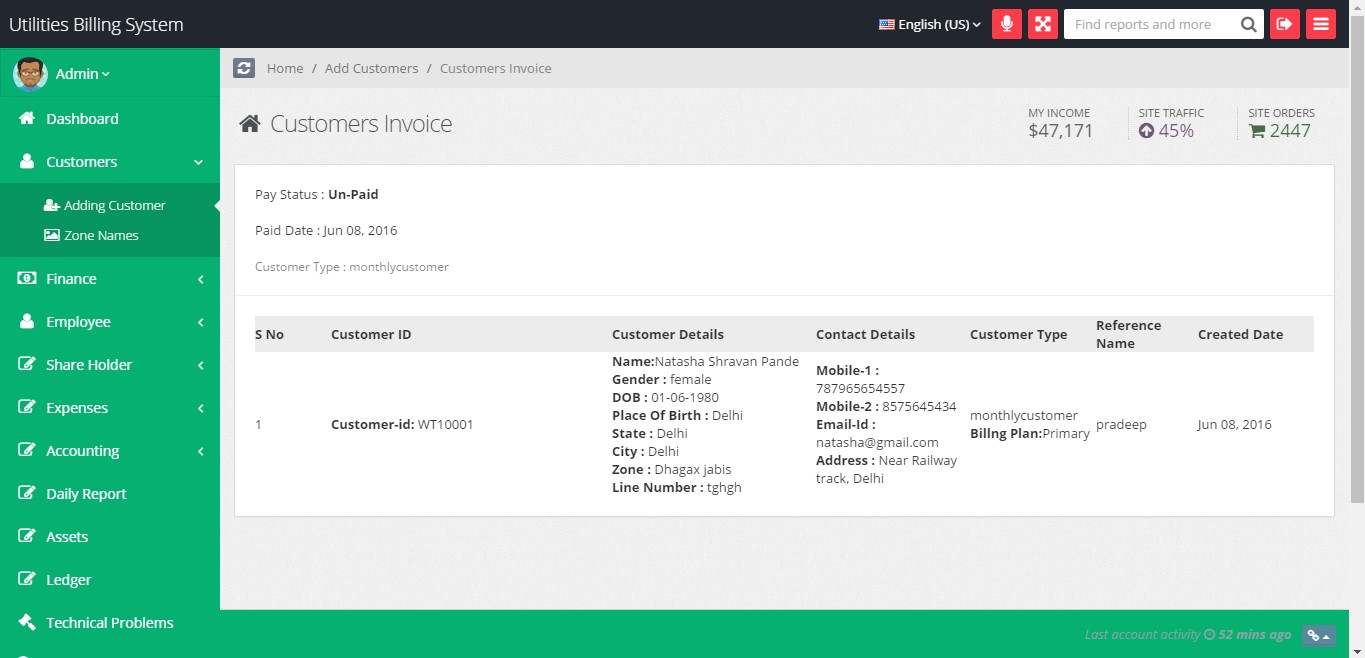 Utilities Billing System
English (US)
Find reports and more
Admin
Dashboard
Customers
Adding Customer
Zone Names
Finance
Employee
Share Holder
Expenses
Accounting
Daily Report
Assets
Ledger
Technical Problems
Home / Add Customers / Customers Invoice
Customers Invoice
MY INCOME
$47,171
SITE TRAFFIC
45%
SITE ORDERS
2447
Pay Status : Un-Paid
Paid Date : Jun 08, 2016
Customer Type : monthlycustomer
S No
Customer ID
Customer Details
Contact Details
Customer Type
Reference
Name
Created Date
1
Customer-id: WT10001
Name:Natasha Shravan Pande
Gender : female
DOB : 01-06-1980
Place Of Birth : Delhi
State : Delhi
City : Delhi
Zone : Dhagax jabis
Line Number : tghgh
Mobile-1 :
787965654557
Mobile-2 : 8575645434
Email-Id :
natasha@gmail.com
Address : Near Railway
track, Delhi
monthlycustomer
Billng Plan:Primary
pradeep
Jun 08, 2016
Last account activity 52 mins ago